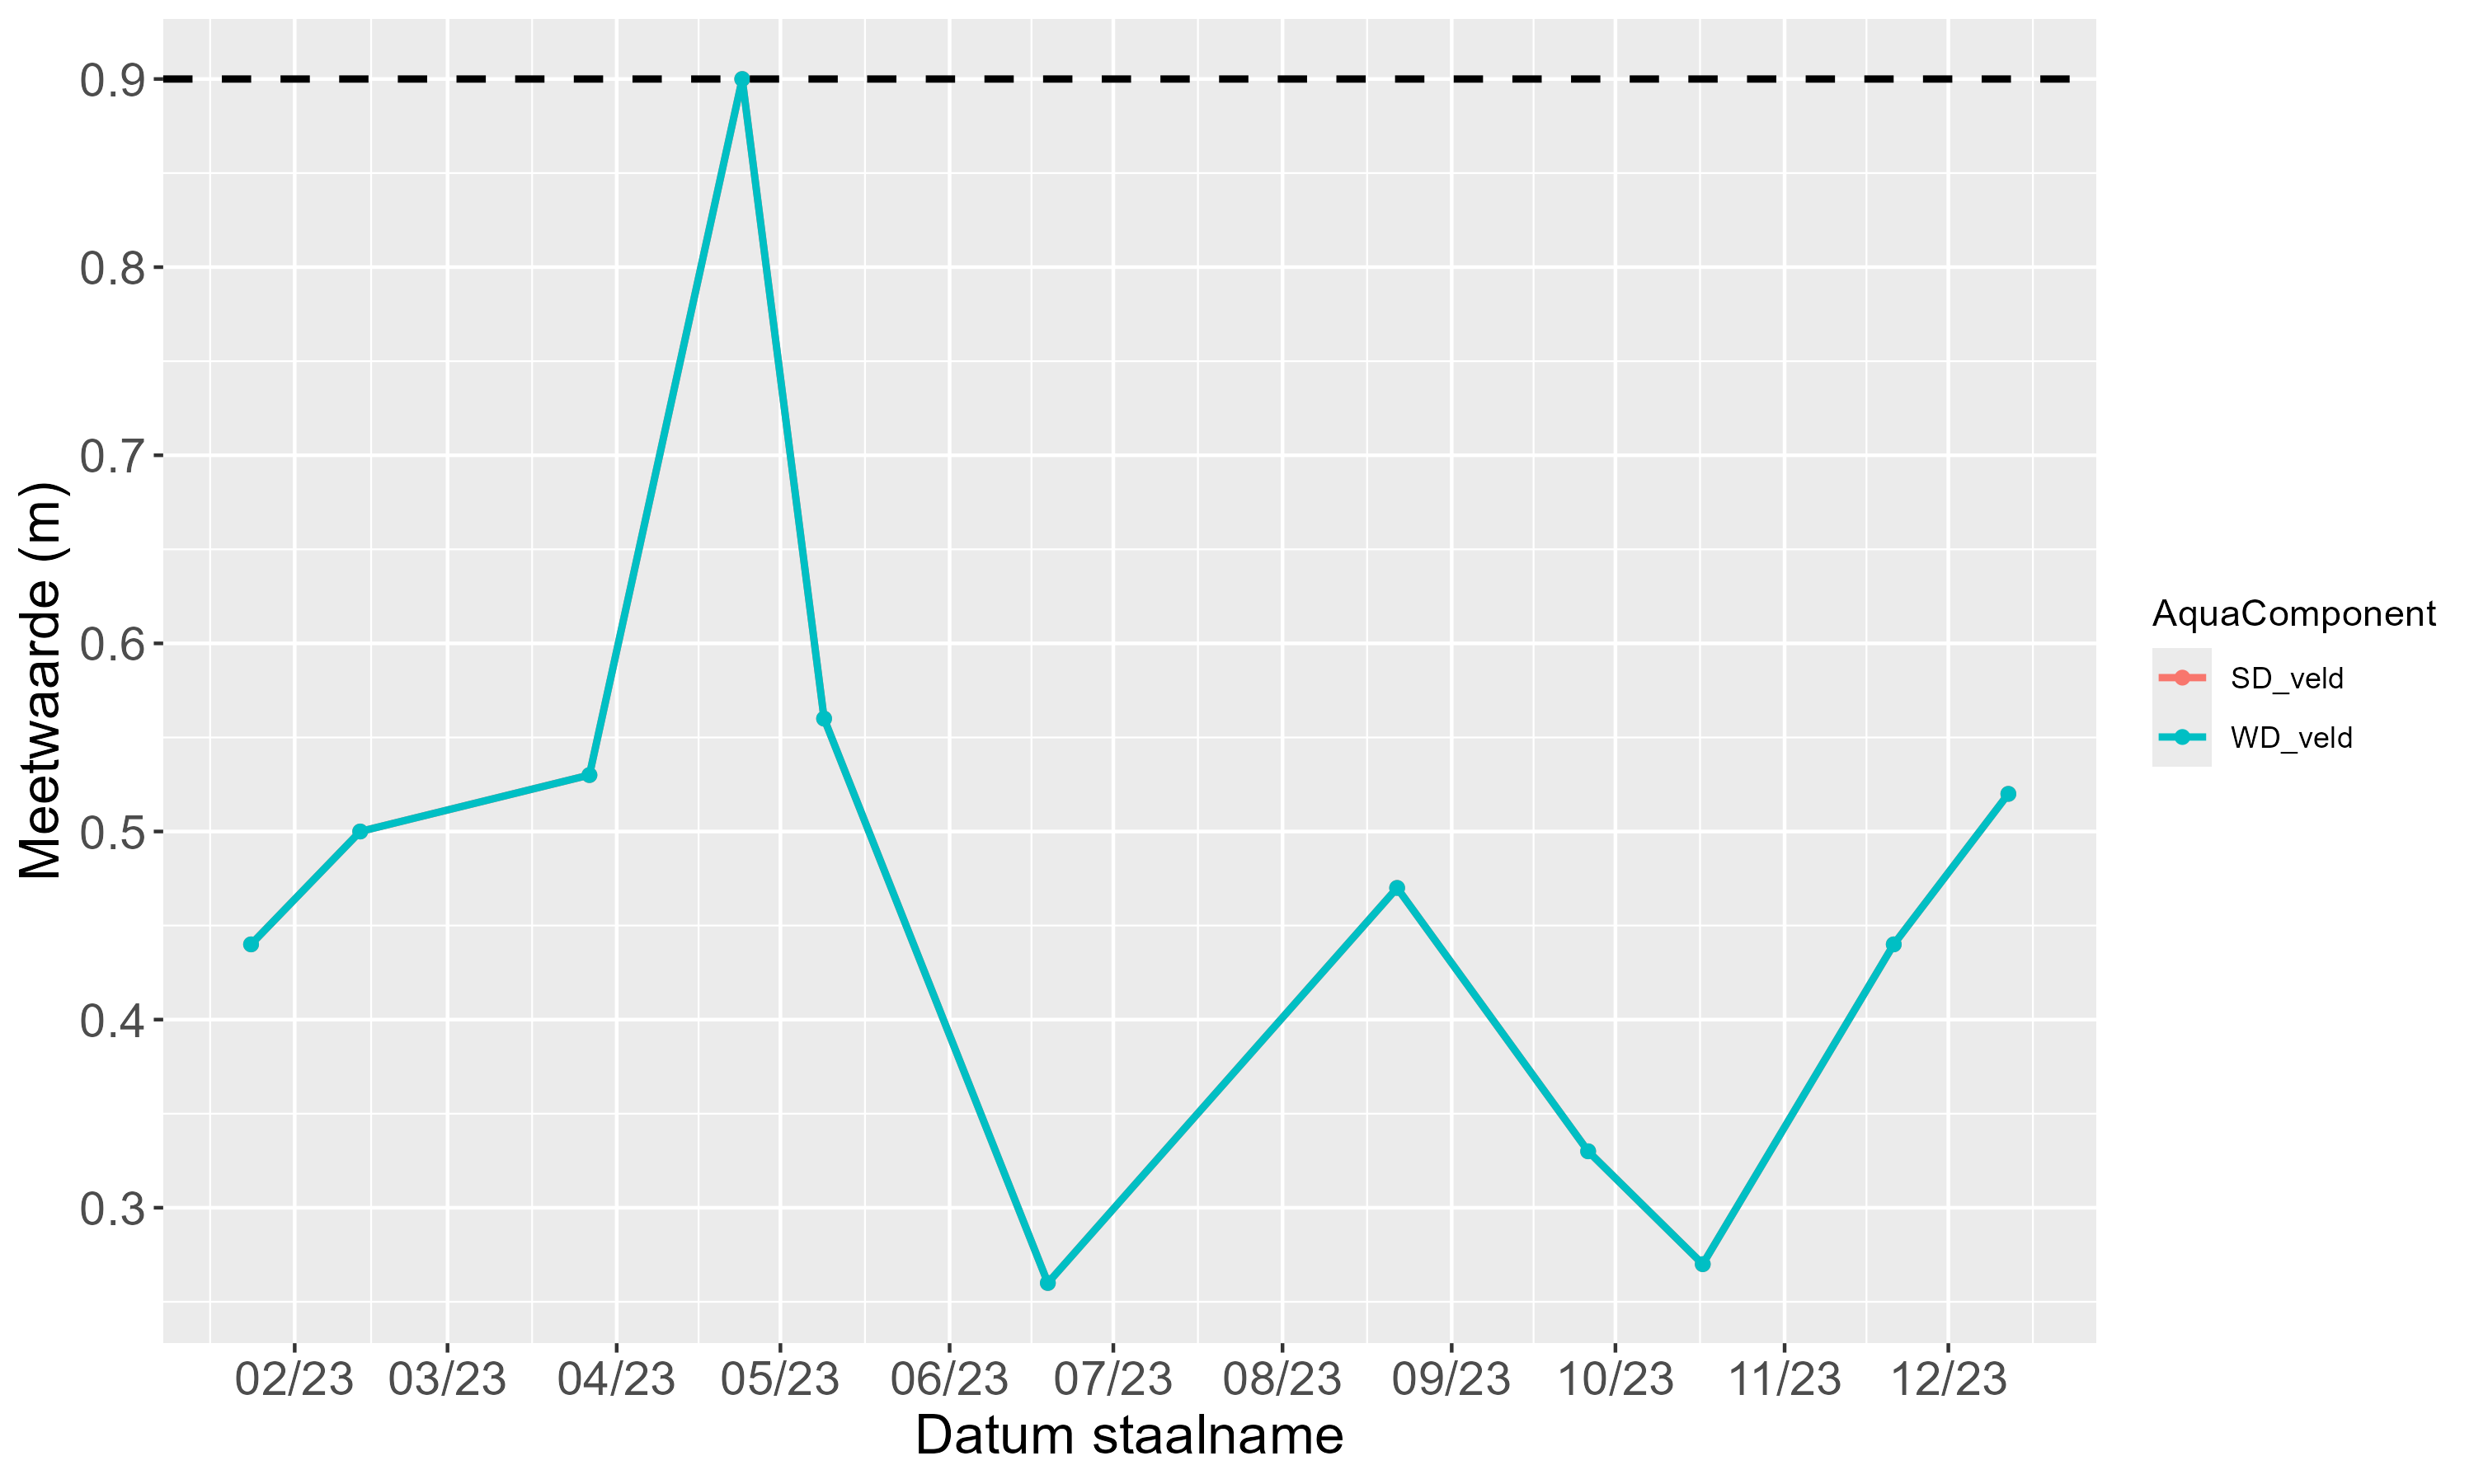 0.9
0.8
0.7
0.6
0.5
0.4
0.3
Meetwaarde (m)
02/23 03/23 04/23 05/23 06/23 07/23 08/23 09/23 10/23 11/23 12/23
Datum staalname
AquaComponent
SD_veld
WD_veld